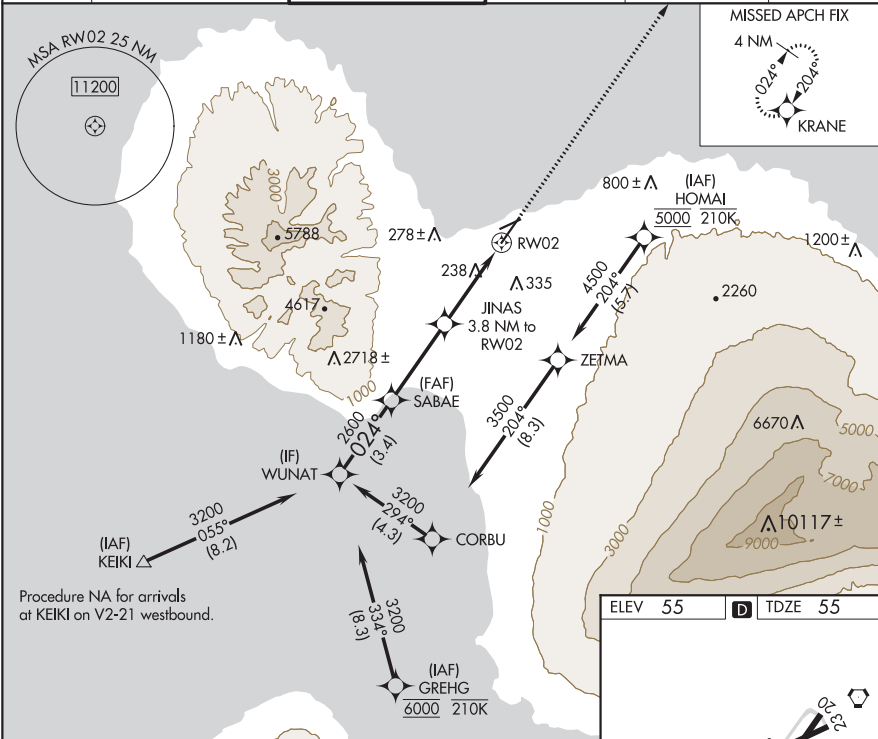 MSA RW02 25 NM
11200
MISSED APCH FIX
4 NM
024°
204°
KRANE
3000
5788
4617
278±
238
RW02
335
800±
(IAF)
HOMAI
5000 210K
1200±
4500
204°
(5.7)
2260
JINAS
3.8 NM to
RW02
1180±
2718±
1000
(FAF)
SABAE
ZETMA
3500
204°
(8.3)
6670
5000
7000
2600
024°
(3.4)
(IF)
WUNAT
3200
294°
(4.3)
CORBU
1000
3000
10117±
9000
3200
055°
(8.2)
(IAF)
KEIKI
Procedure NA for arrivals
at KEIKI on V2-21 westbound.
3200
334°
(8.3)
(IAF)
GREHG
6000 210K
ELEV 55
D
TDZE 55
23
20